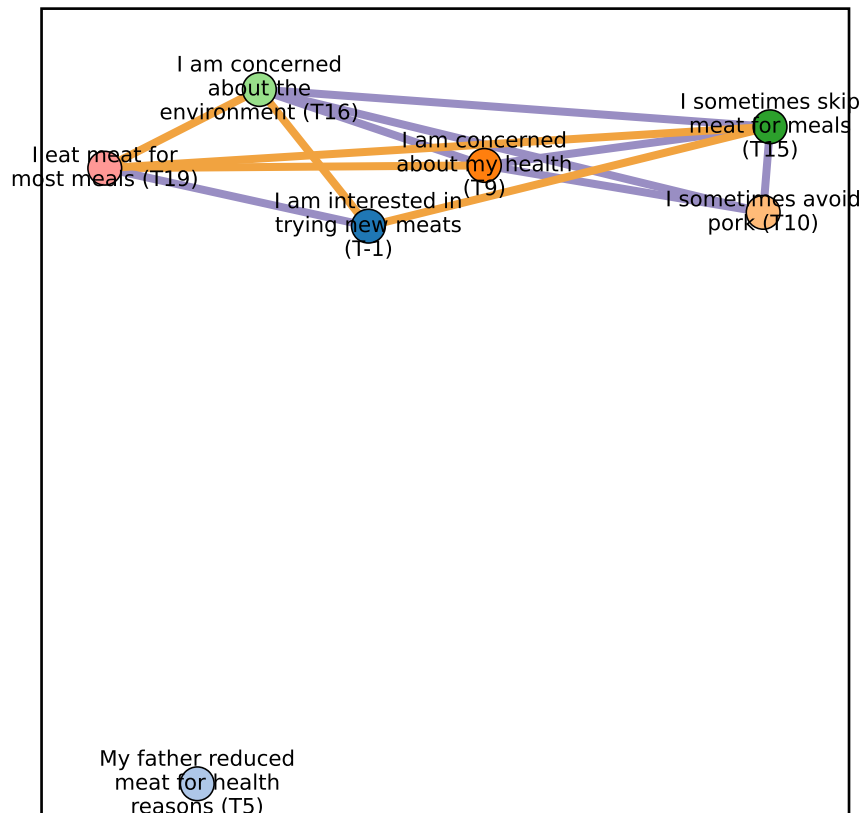 I am concerned
about the
environment (T16)
I sometimes skip
meat for meals
(T15)
I am concerned
about my health
(T9)
I eat meat for
most meals (T19)
I am interested in
trying new meats
(T-1)
I sometimes avoid
pork (T10)
My father reduced
meat for health
reasons (T5)